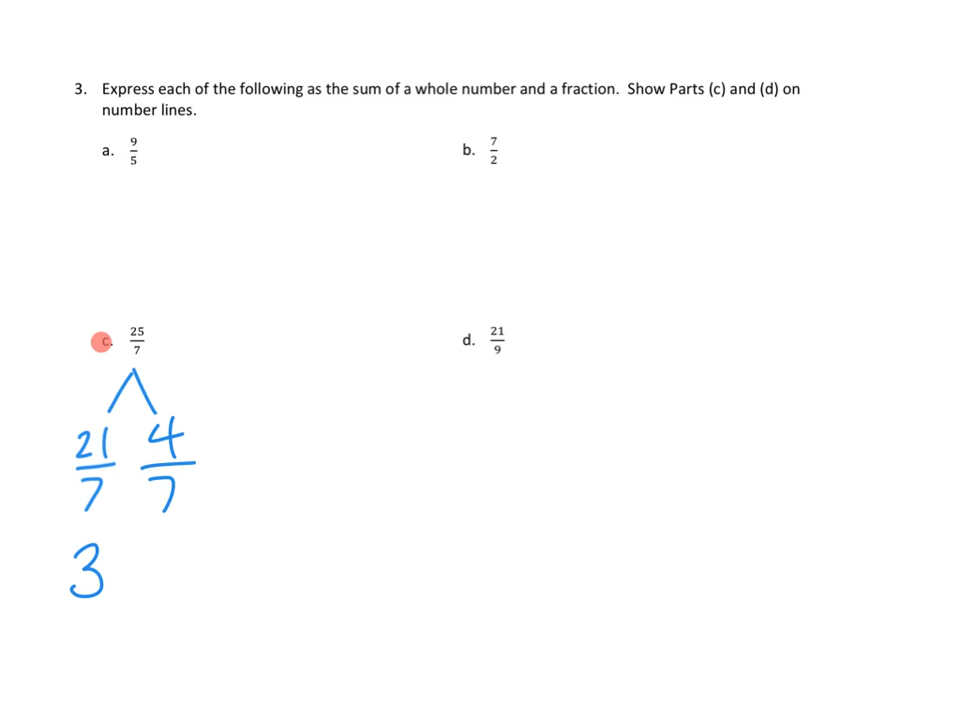 3. Express each of the following as the sum of a whole number and a fraction. Show Parts (c) and (d) on
number lines.
a. 9/5
b. 7/2
c. 25/7
d. 21/9
21/7 4/7
3